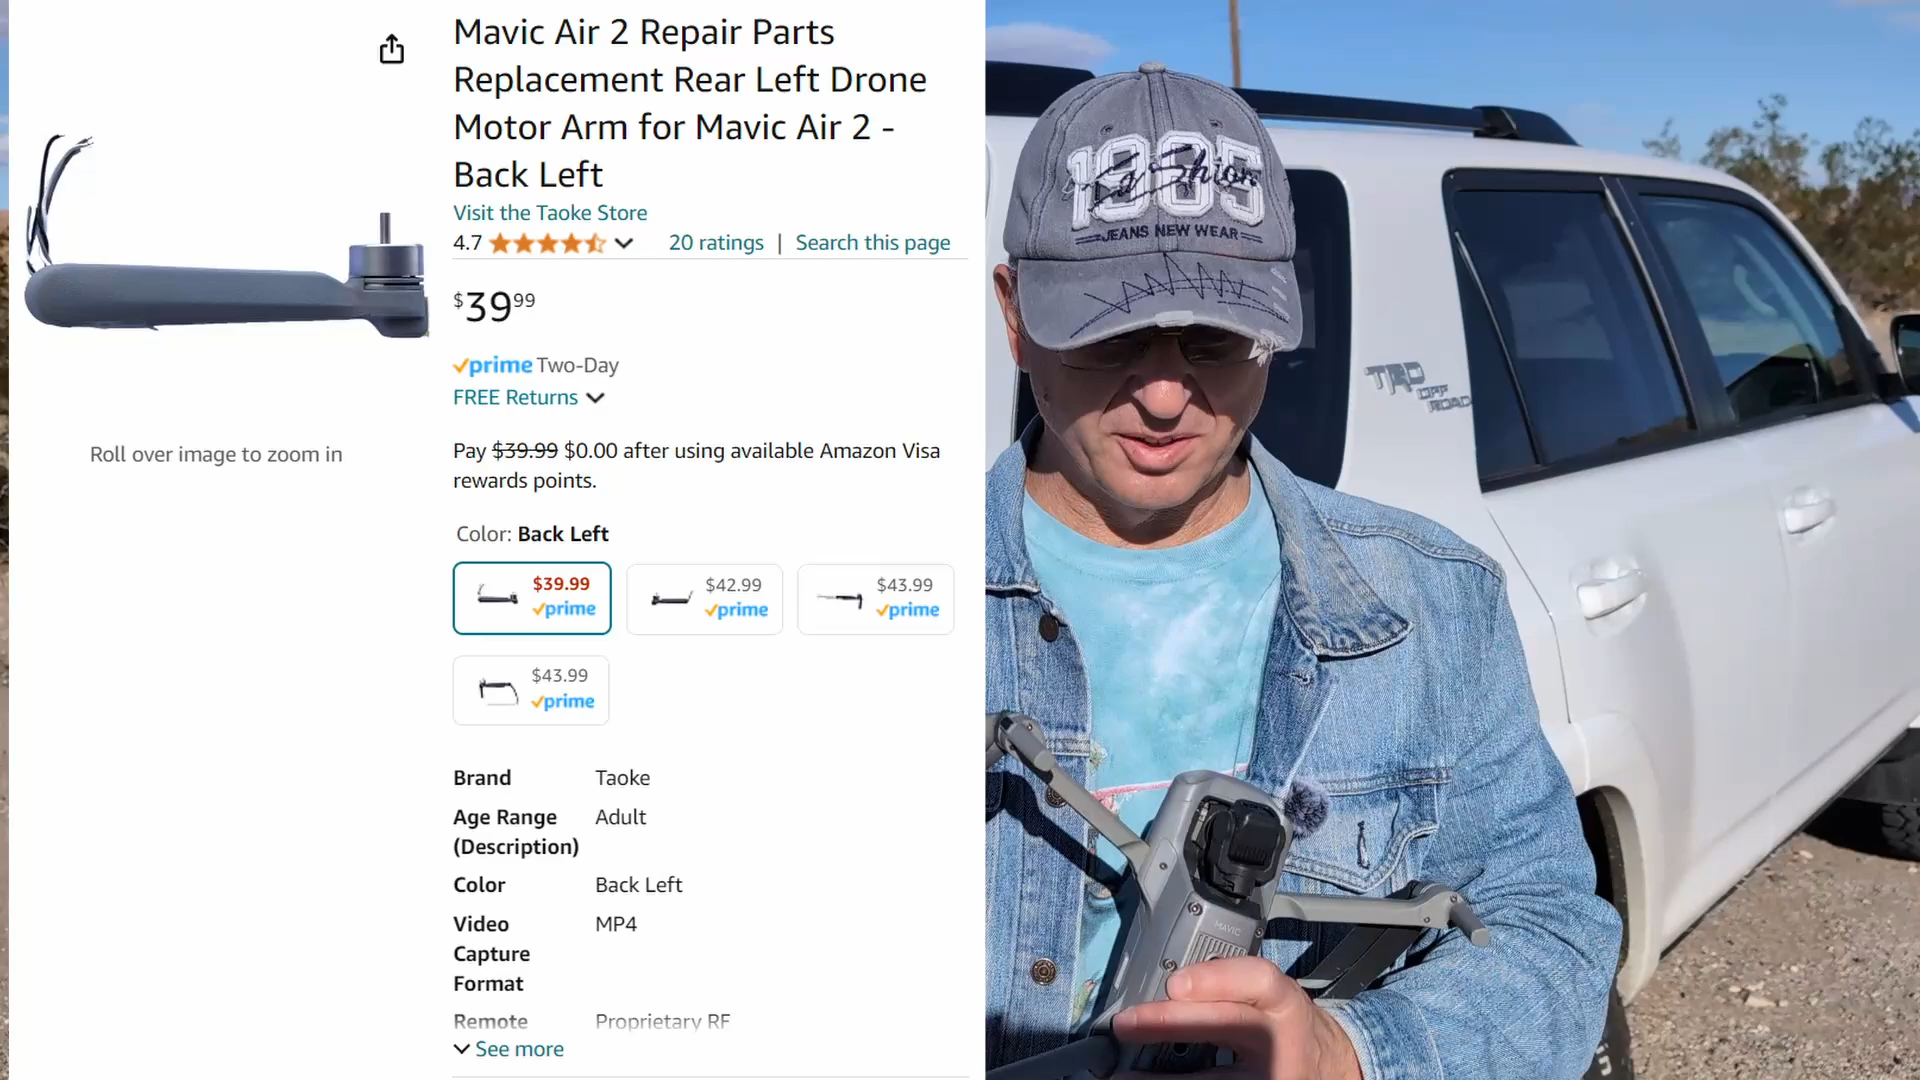 Mavic Air 2 Repair Parts
Replacement Rear Left Drone
Motor Arm for Mavic Air 2 -
Back Left
Visit the Taoke Store
4.7
20 ratings | Search this page
$39.99
prime Two-Day
FREE Returns
Roll over image to zoom in
Pay $39.99 $0.00 after using available Amazon Visa
rewards points.
Color: Back Left
$39.99
prime
$42.99
prime
$43.99
prime
$43.99
prime
Brand Taoke
Age Range Adult
(Description)
Color Back Left
Video MP4
Capture
Format
Remote Proprietary RF
See more
1985
Fashion
JEANS NEW WEAR
TRD
OFF
ROAD
MAVIC